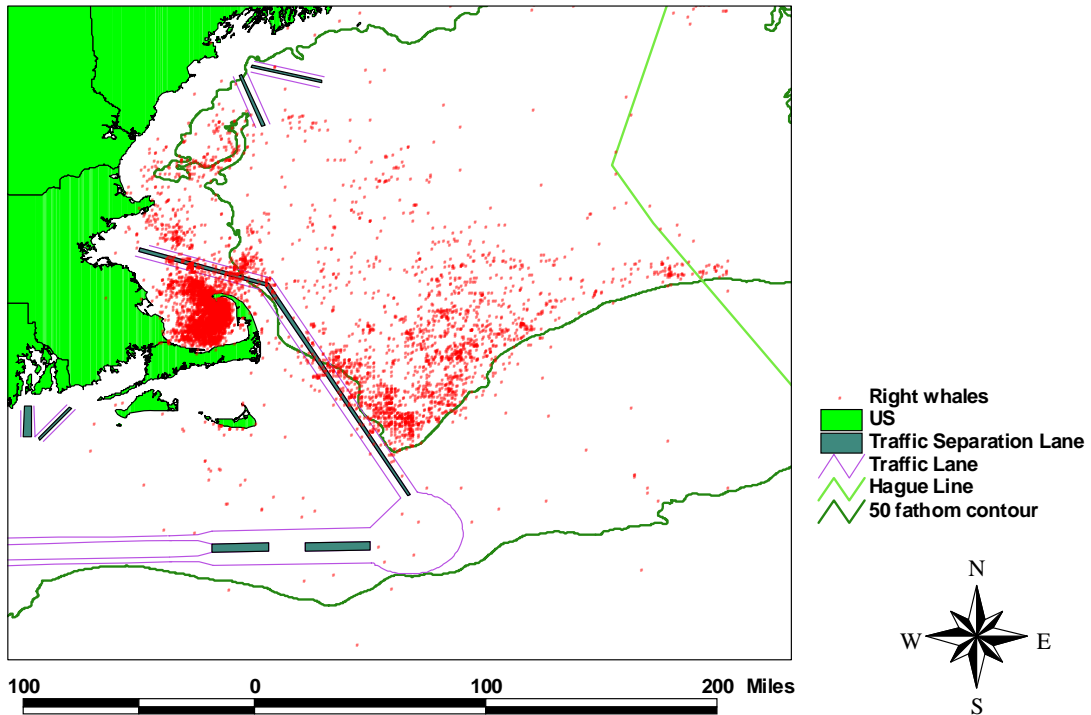 Right whales
US
Traffic Separation Lane
Traffic Lane
Hague Line
50 fathom contour
N
W E
S
100 0 100 200 Miles